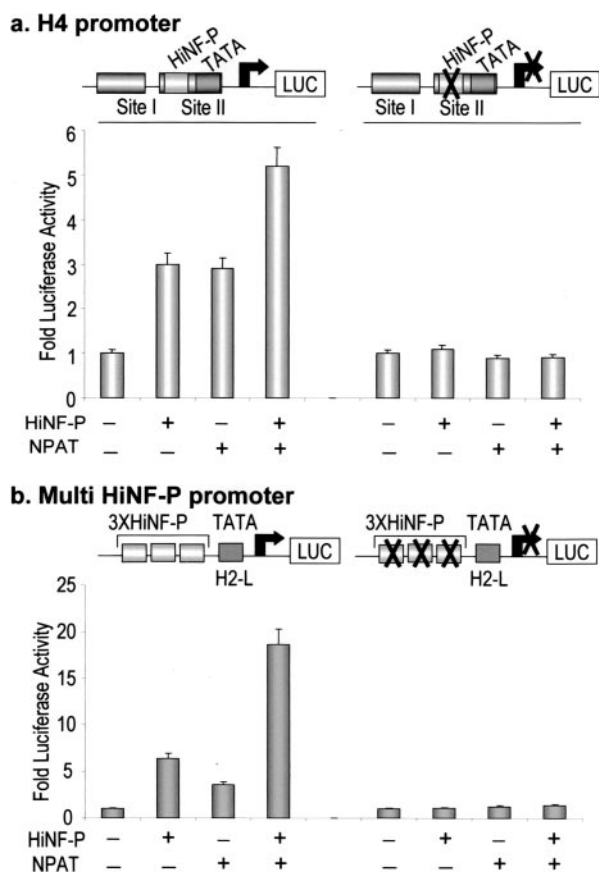 a. H4 promoter
HiNF-P TATA HiNF-P TATA
LUC LUC
Site I Site II Site I Site II
Fold Luciferase Activity
6
5
4
3
2
1
0
HiNF-P – + – + – + – +
NPAT – – + + – – + +
b. Multi HiNF-P promoter
3XHiNF-P TATA 3XHiNF-P TATA
LUC LUC
H2-L H2-L
Fold Luciferase Activity
25
20
15
10
5
0
HiNF-P – + – + – + – +
NPAT – – + + – – + +